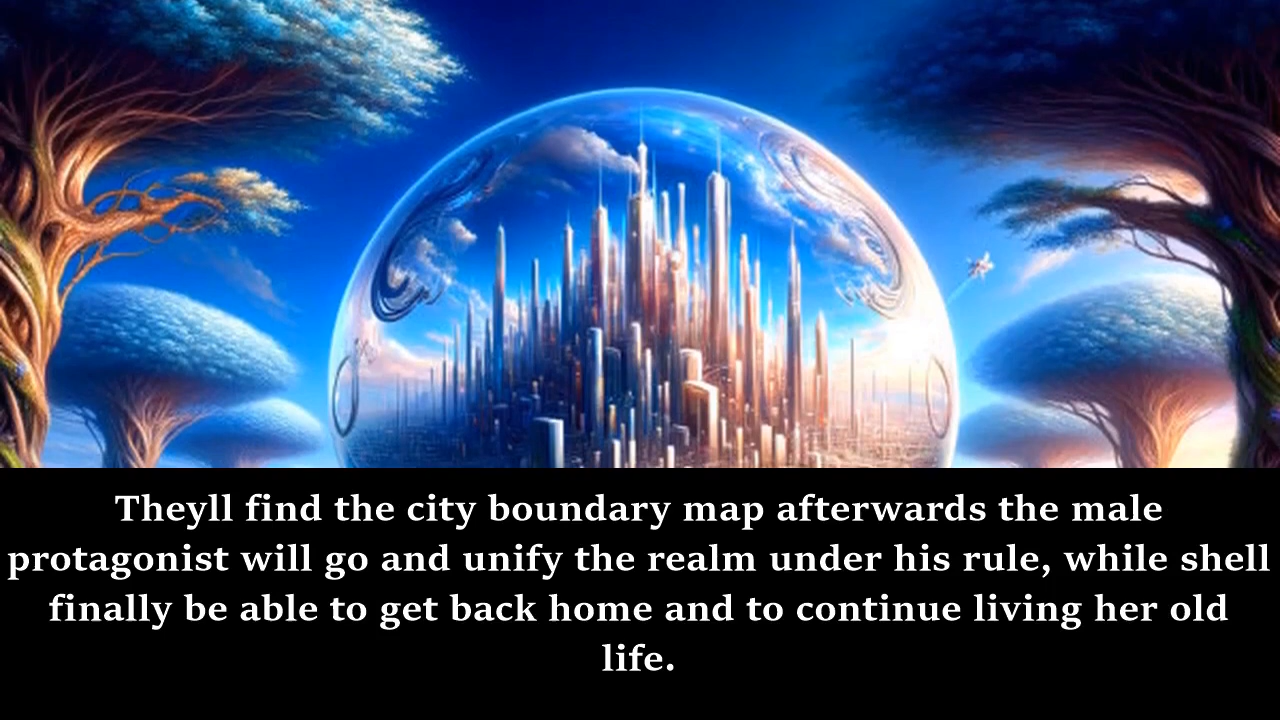 Theyll find the city boundary map afterwards the male
protagonist will go and unify the realm under his rule, while shell
finally be able to get back home and to continue living her old
life.